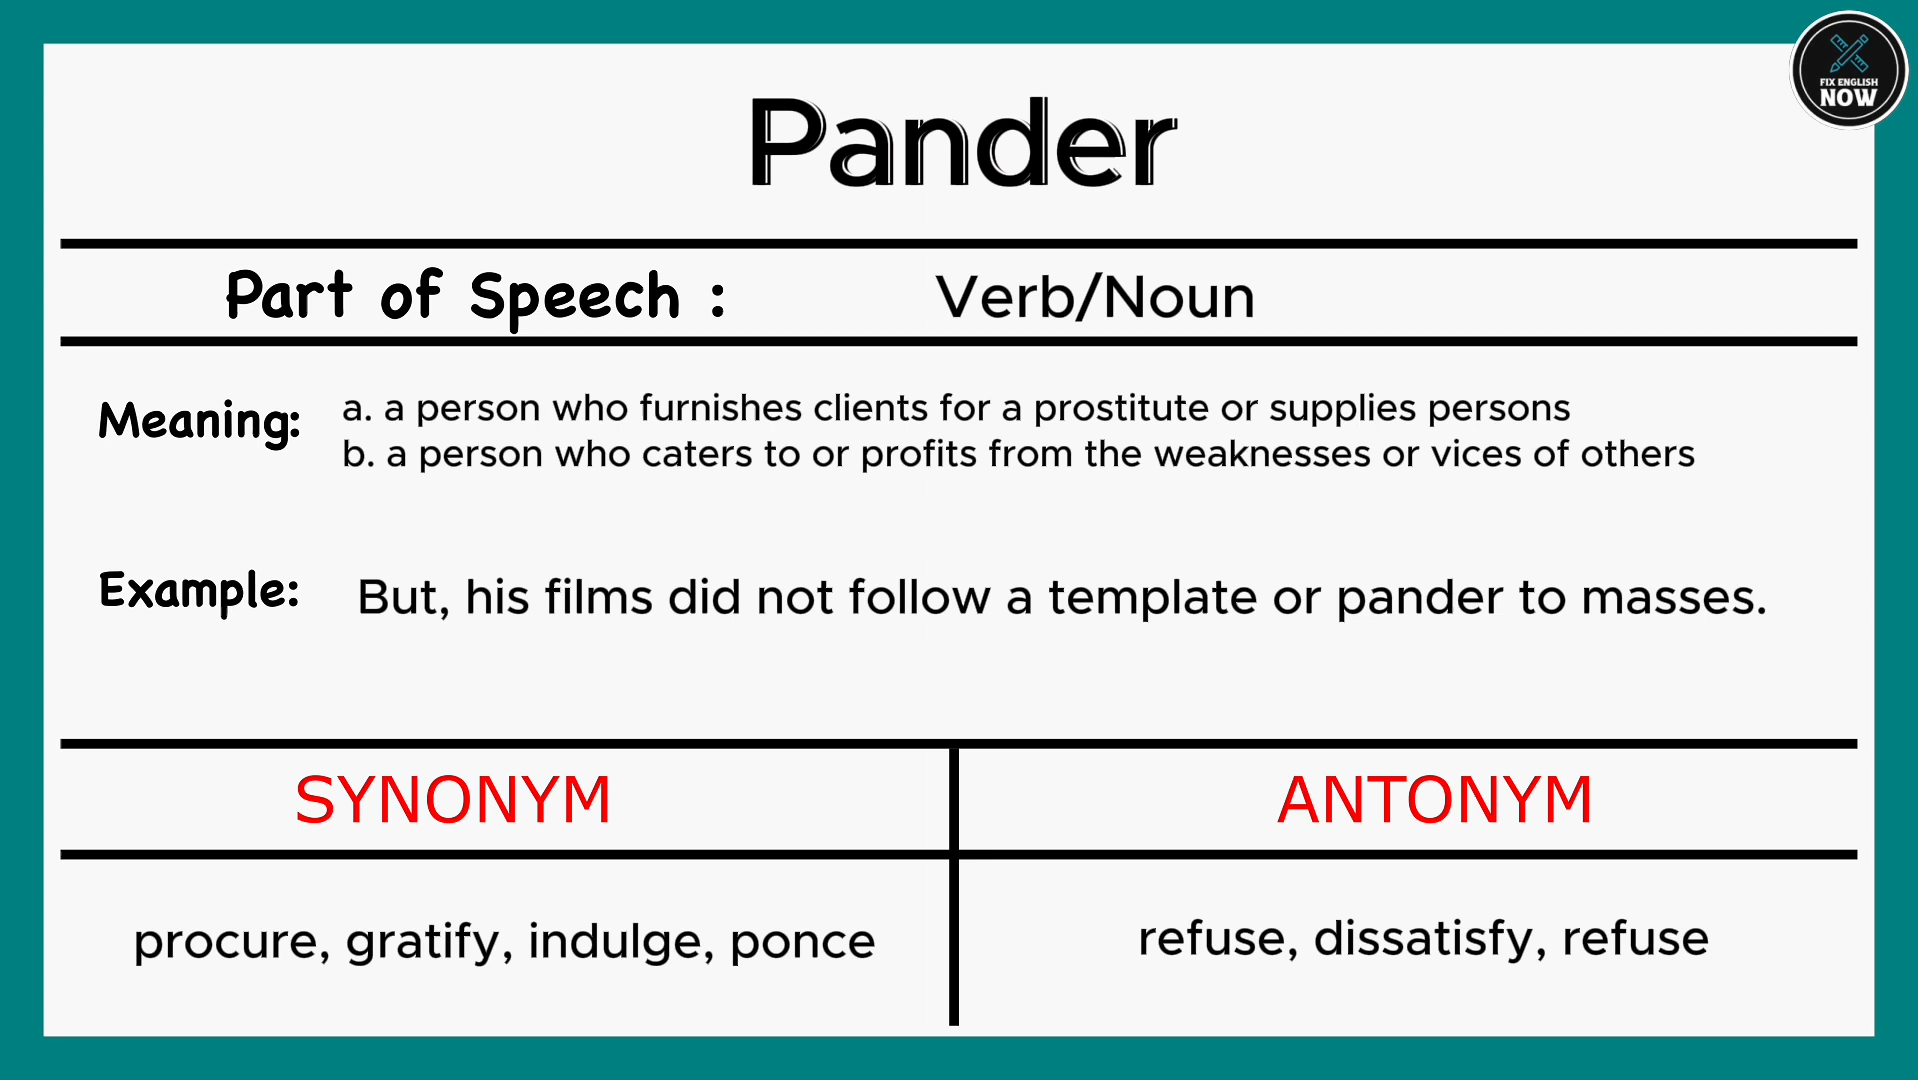 FIX ENGLISH
NOW
Pander
Part of Speech : Verb/Noun
Meaning: a. a person who furnishes clients for a prostitute or supplies persons
b. a person who caters to or profits from the weaknesses or vices of others
Example: But, his films did not follow a template or pander to masses.
SYNONYM ANTONYM
procure, gratify, indulge, ponce refuse, dissatisfy, refuse